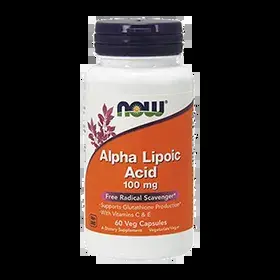 NOW
Alpha Lipoic
Acid
100 mg
Free Radical Scavenger*
Supports Glutathione Production*
With Vitamins C & E
60 Veg Capsules
A Dietary Supplement
Vegetarian/Vegan